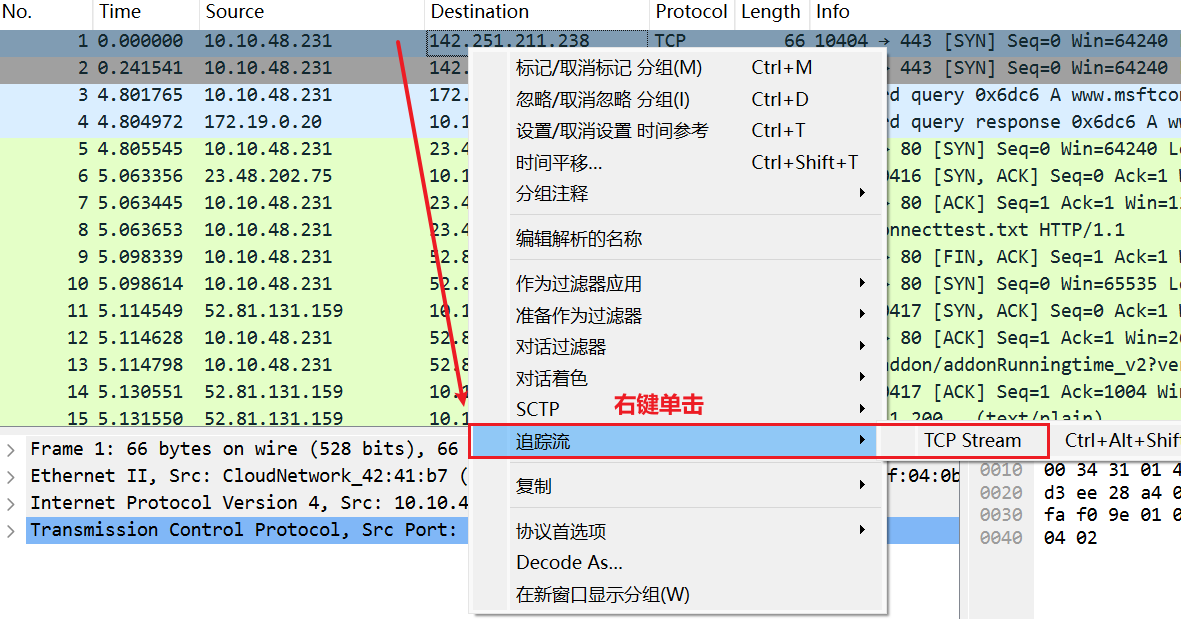 No. Time Source Destination Protocol Length Info
1 0.000000 10.10.48.231 142.251.211.238 TCP 66 10404 → 443 [SYN] Seq=0 Win=64240
2 0.241541 10.10.48.231 142. 443 [SYN] Seq=0 Win=64240
3 4.801765 10.10.48.231 172. d query 0x6dc6 A www.msftcon
4 4.804972 172.19.0.20 10.1 d query response 0x6dc6 A w
5 4.805545 10.10.48.231 23.4 80 [SYN] Seq=0 Win=64240 Le
6 5.063356 23.48.202.75 10.1 0416 [SYN, ACK] Seq=0 Ack=1 W
7 5.063445 10.10.48.231 23.4 80 [ACK] Seq=1 Ack=1 Win=13
8 5.063653 10.10.48.231 23.4 onnecttest.txt HTTP/1.1
9 5.098339 10.10.48.231 52.8 80 [FIN, ACK] Seq=1 Ack=1 W
10 5.098614 10.10.48.231 52.8 80 [SYN] Seq=0 Win=65535 Le
11 5.114549 52.81.131.159 10.1 0417 [SYN, ACK] Seq=0 Ack=1 W
12 5.114628 10.10.48.231 52.8 80 [ACK] Seq=1 Ack=1 Win=26
13 5.114798 10.10.48.231 52.8 addon/addonRunningtime_v2?ver
14 5.130551 52.81.131.159 10.1 0417 [ACK] Seq=1 Ack=1004 Win
15 5.131550 52.81.131.159 10.1 1 200 (text/plain)
标记/取消标记 分组(M) Ctrl+M
忽略/取消忽略 分组(I) Ctrl+D
设置/取消设置 时间参考 Ctrl+T
时间平移... Ctrl+Shift+T
分组注释
编辑解析的名称
作为过滤器应用
准备作为过滤器
对话过滤器
对话着色
SCTP
右键单击
追踪流 TCP Stream Ctrl+Alt+Shift
复制
协议首选项
Decode As...
在新窗口显示分组(W)
Frame 1: 66 bytes on wire (528 bits), 66
Ethernet II, Src: CloudNetwork_42:41:b7 ( f:04:0b
Internet Protocol Version 4, Src: 10.10.4
Transmission Control Protocol, Src Port:
0010 00 34 31 01 4
0020 d3 ee 28 a4 0
0030 fa f0 9e 01 0
0040 04 02